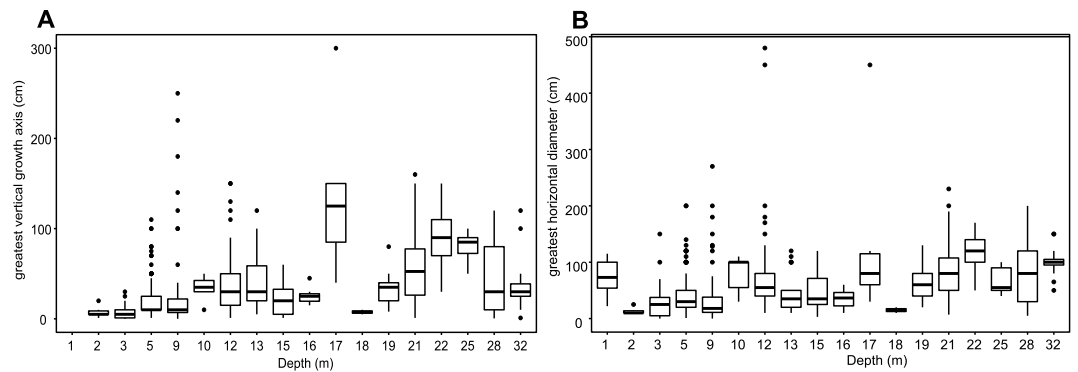 A
greatest vertical growth axis (cm)
300
200
100
0
1 2 3 5 9 10 12 13 15 16 17 18 19 21 22 25 28 32
Depth (m)
B
greatest horizontal diameter (cm)
500
400
300
200
100
0
1 2 3 5 9 10 12 13 15 16 17 18 19 21 22 25 28 32
Depth (m)